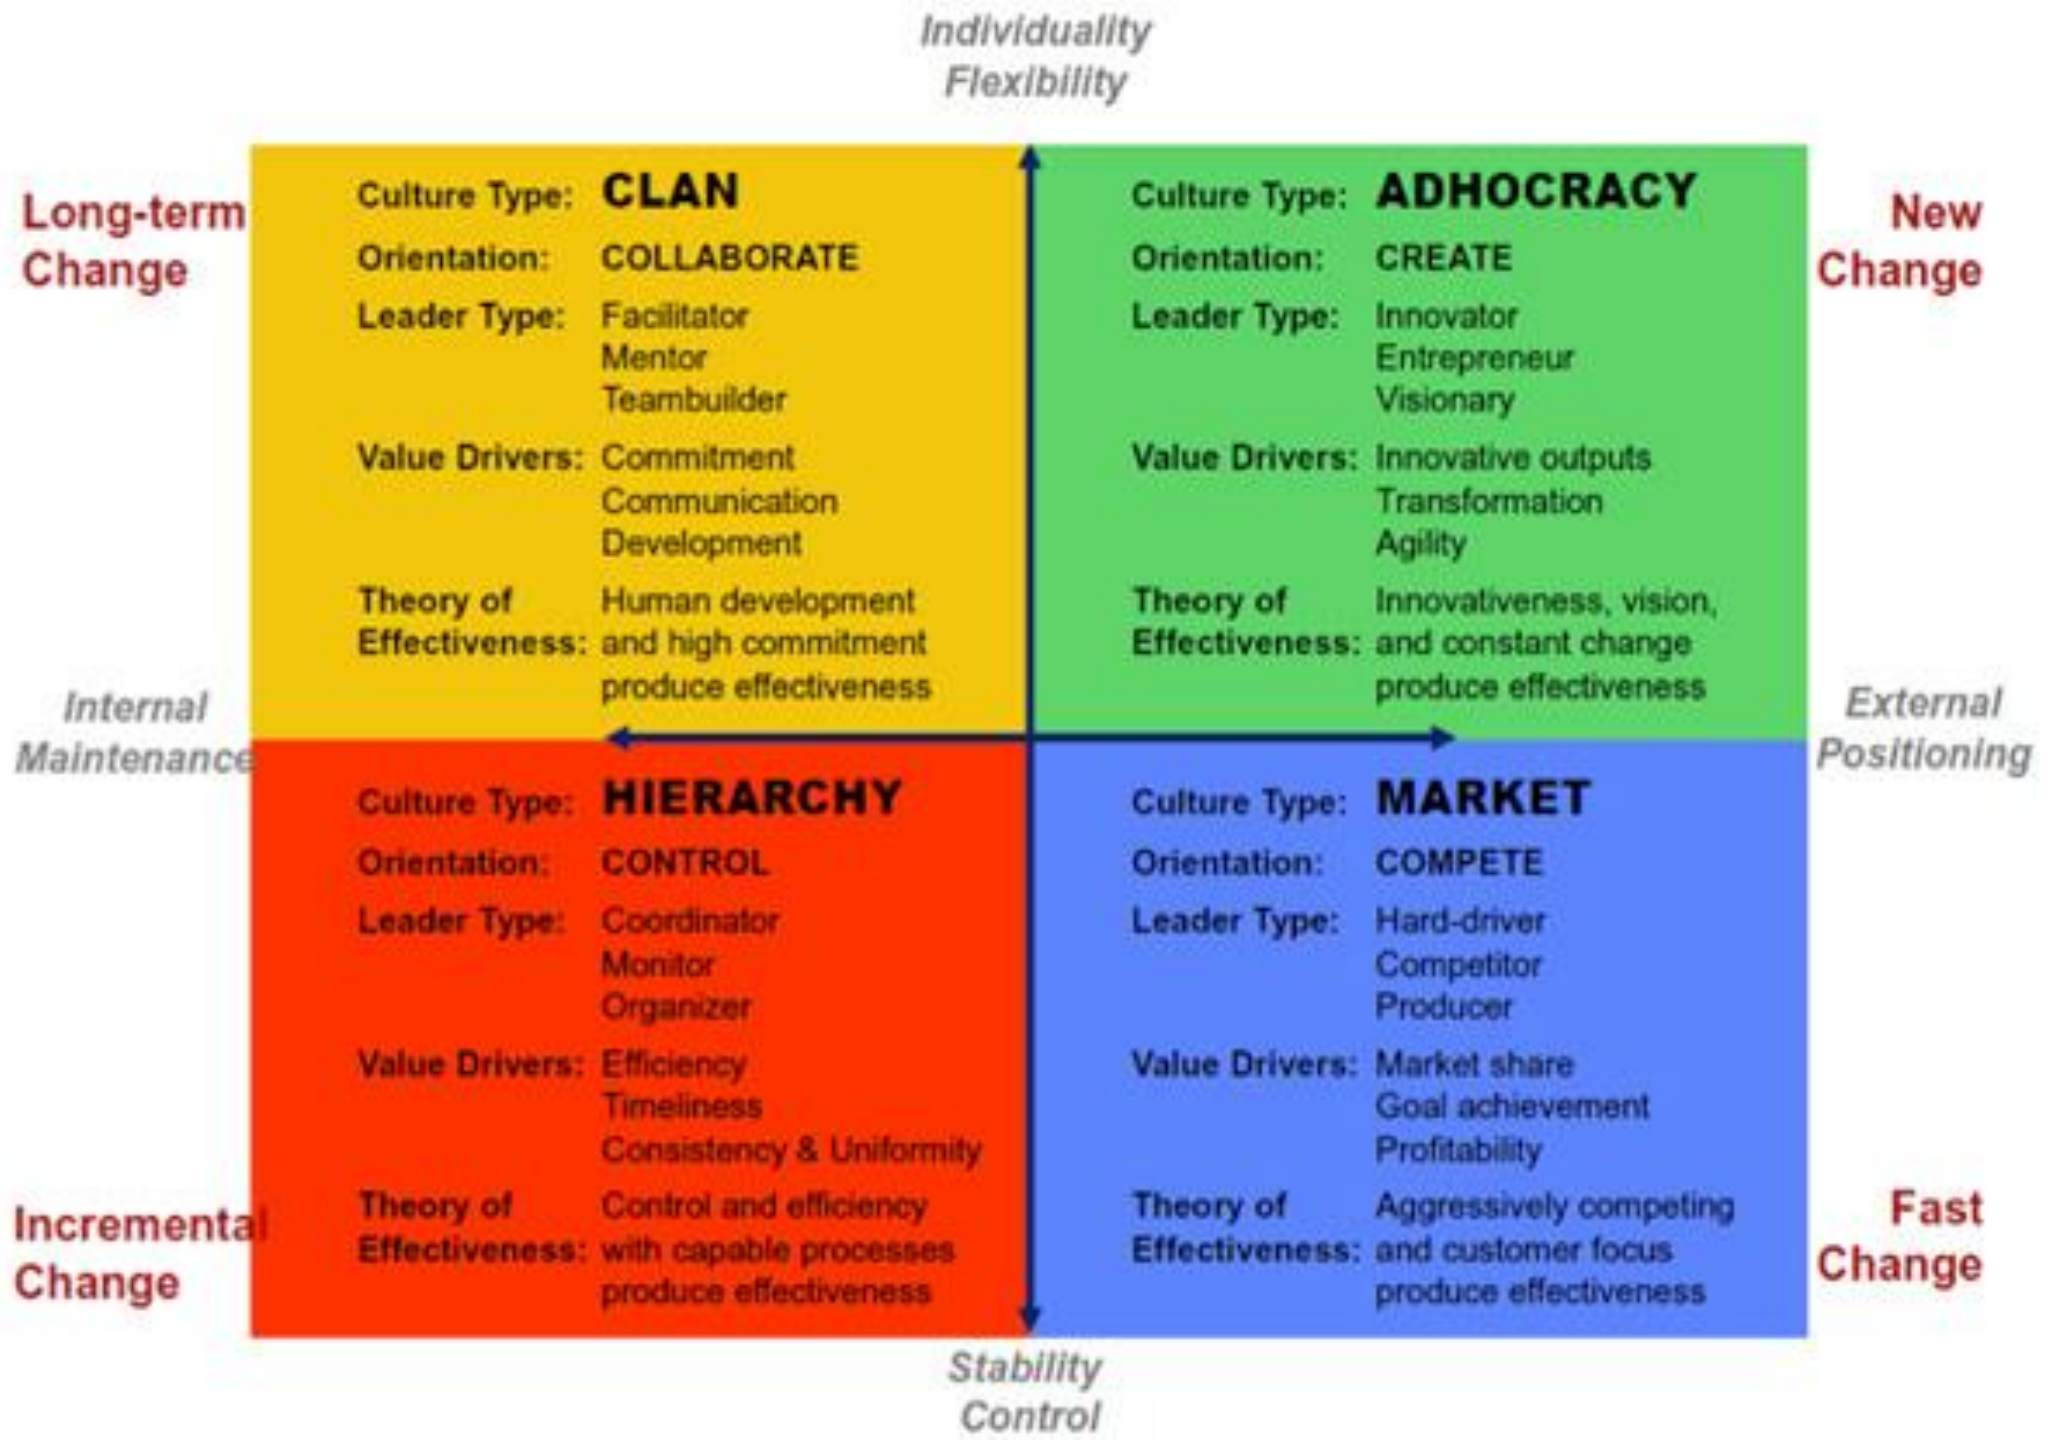 Individuality
Flexibility
Long-term
Change
Culture Type: CLAN
Orientation: COLLABORATE
Leader Type: Facilitator
Mentor
Teambuilder
Value Drivers: Commitment
Communication
Development
Theory of Human development
Effectiveness: and high commitment
produce effectiveness
Culture Type: ADHOCRACY
Orientation: CREATE
Leader Type: Innovator
Entrepreneur
Visionary
Value Drivers: Innovative outputs
Transformation
Agility
Theory of Innovativeness, vision,
Effectiveness: and constant change
produce effectiveness
New
Change
Internal
Maintenance
External
Positioning
Culture Type: HIERARCHY
Orientation: CONTROL
Leader Type: Coordinator
Monitor
Organizer
Value Drivers: Efficiency
Timeliness
Consistency & Uniformity
Theory of Control and efficiency
Effectiveness: with capable processes
produce effectiveness
Incremental
Change
Culture Type: MARKET
Orientation: COMPETE
Leader Type: Hard-driver
Competitor
Producer
Value Drivers: Market share
Goal achievement
Profitability
Theory of Aggressively competing
Effectiveness: and customer focus
produce effectiveness
Fast
Change
Stability
Control